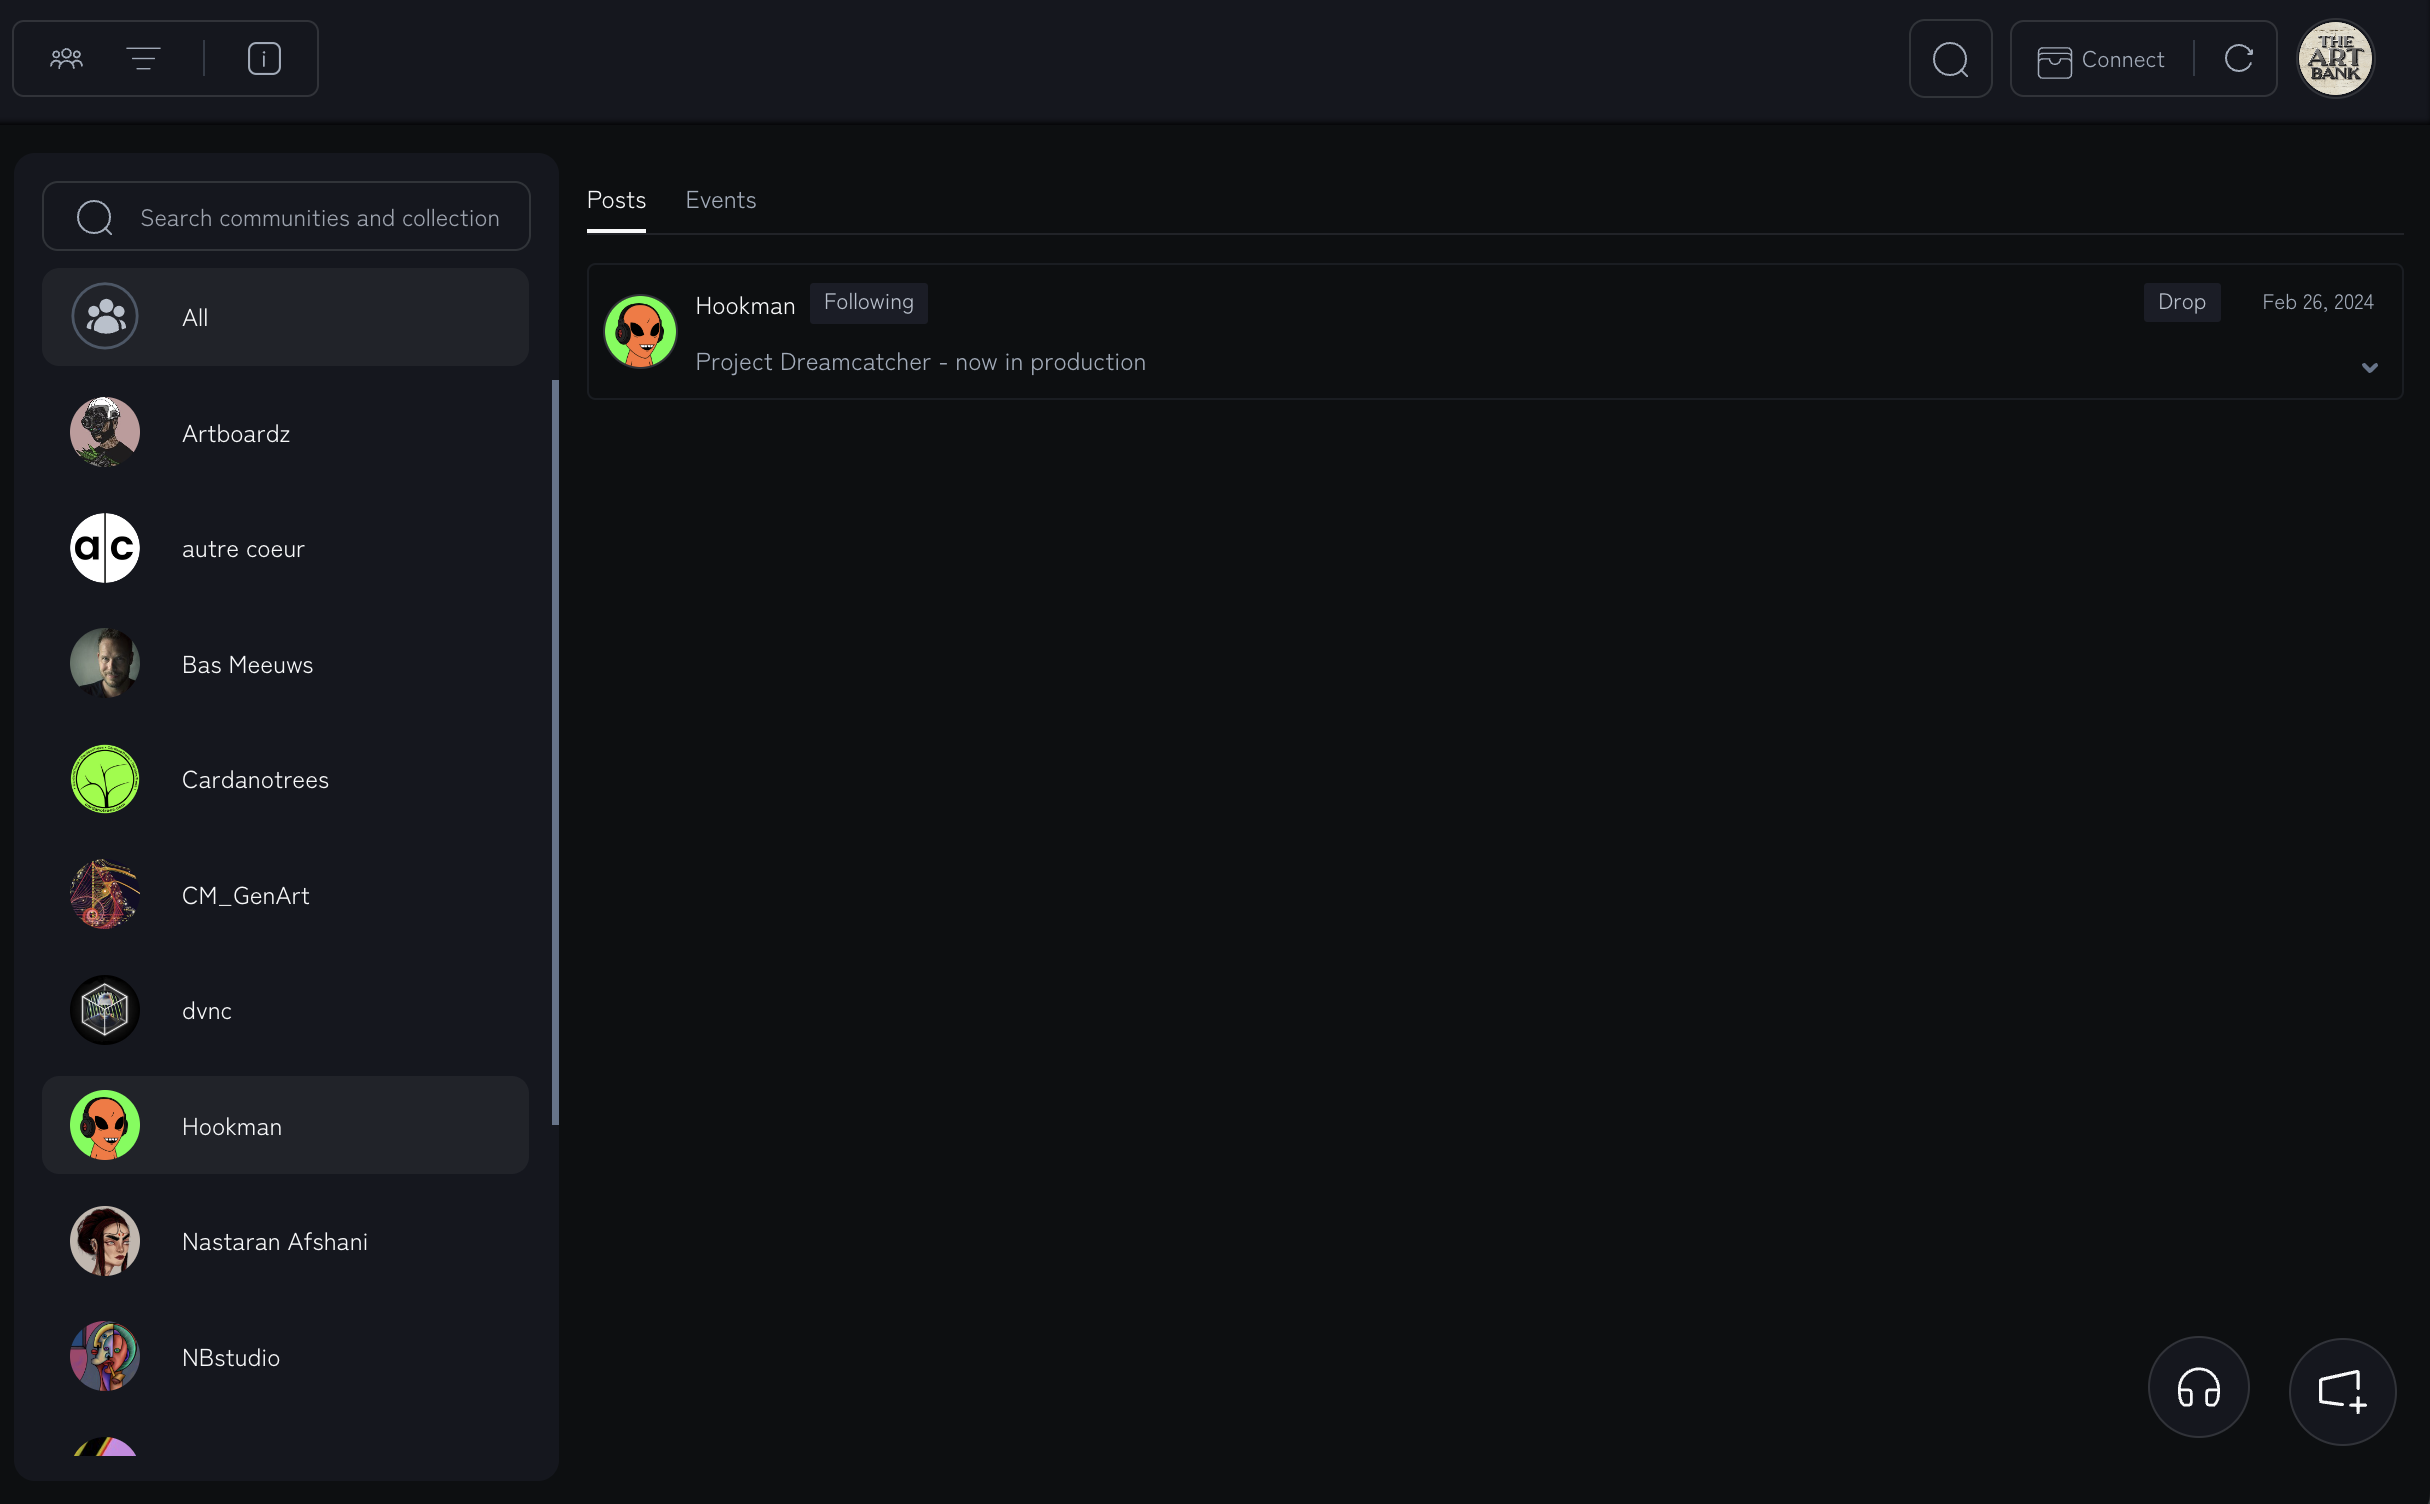 Connect
THE
ART
BANK
Search communities and collection
All
Artboardz
a|c
autre coeur
Bas Meeuws
Cardanotrees
CM_GenArt
dvnc
Hookman
Nastaran Afshani
NBstudio
Posts Events
Hookman Following Drop Feb 26, 2024
Project Dreamcatcher - now in production